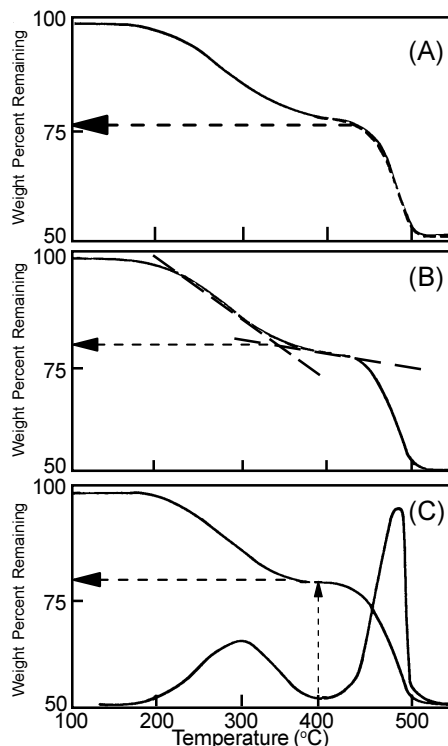 100
(A)
Weight Percent Remaining
75
50
100
(B)
Weight Percent Remaining
75
50
100
(C)
Weight Percent Remaining
75
50
100 200 300 400 500
Temperature (°C)